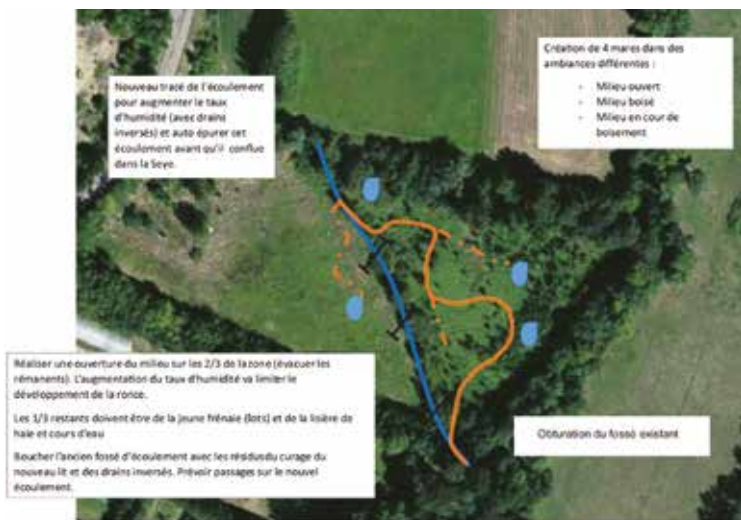 Nouveau tracé de l'écoulement
pour augmenter le taux
d'humidité (avec drains
inversés) et auto épurer cet
écoulement avant qu'il conflue
dans la Seye.
Création de 4 mares dans des
ambiances différentes :
- Milieu ouvert
- Milieu boisé
- Milieu en cour de
boisement
Réaliser une ouverture du milieu sur les 2/3 de la zone (évacuer les
rémanents). L'augmentation du taux d'humidité va limiter le
développement de la ronce.
Les 1/3 restants doivent être de la jeune frênaie (îlots) et de la lisière de
haie et cours d'eau
Boucher l'ancien fossé d'écoulement avec les résidus du curage du
nouveau lit et des drains inversés. Prévoir passages sur le nouvel
écoulement.
Obturation du fossé existant